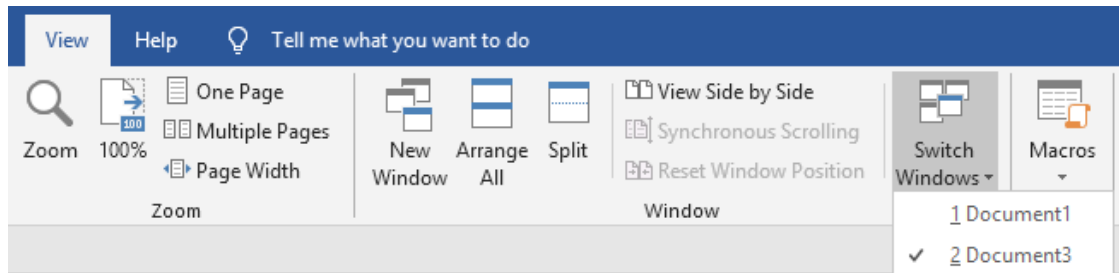 View Help Tell me what you want to do
Zoom
100
100%
One Page
Multiple Pages
Page Width
Zoom
New
Window
Arrange
All
Split
View Side by Side
Synchronous Scrolling
Reset Window Position
Window
Switch
Windows
Macros
1 Document1
2 Document3